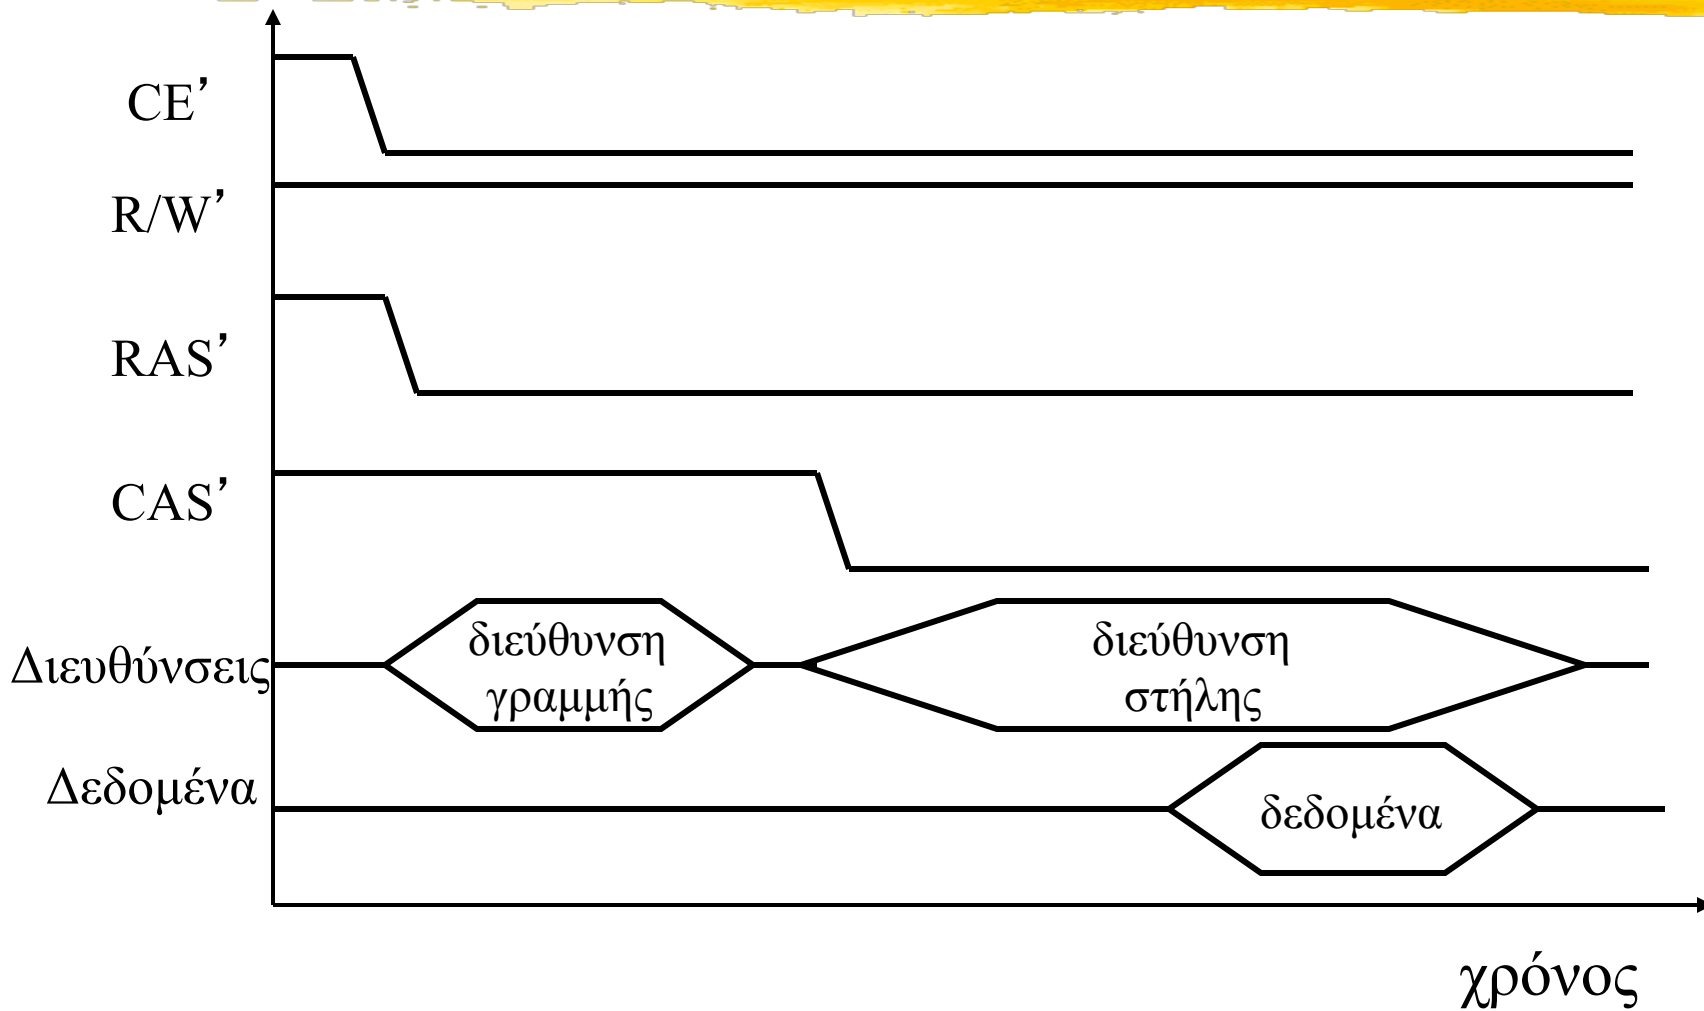 CE’
R/W’
RAS’
CAS’
Διευθύνσεις
διεύθυνση
γραμμής
διεύθυνση
στήλης
Δεδομένα
δεδομένα
χρόνος